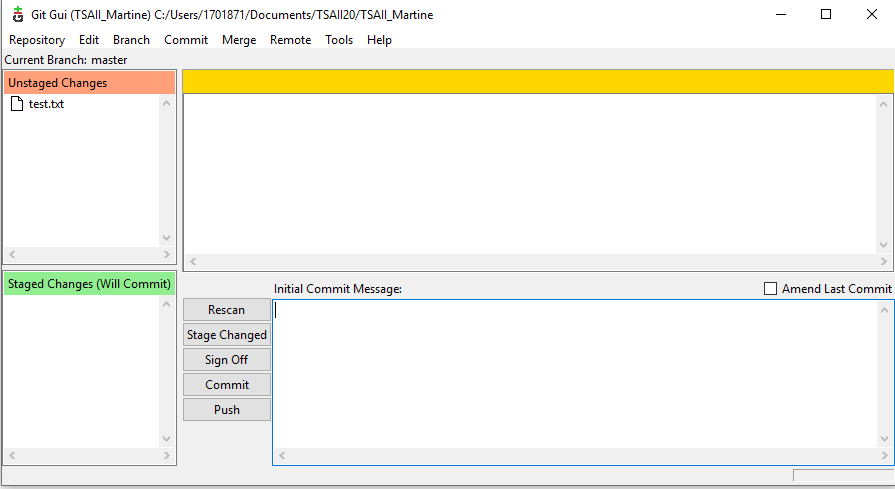 Git Gui (TSAII_Martine) C:/Users/1701871/Documents/TSAII20/TSAII_Martine
Repository Edit Branch Commit Merge Remote Tools Help
Current Branch: master
Unstaged Changes
test.txt
Staged Changes (Will Commit)
Initial Commit Message:
Amend Last Commit
Rescan
Stage Changed
Sign Off
Commit
Push